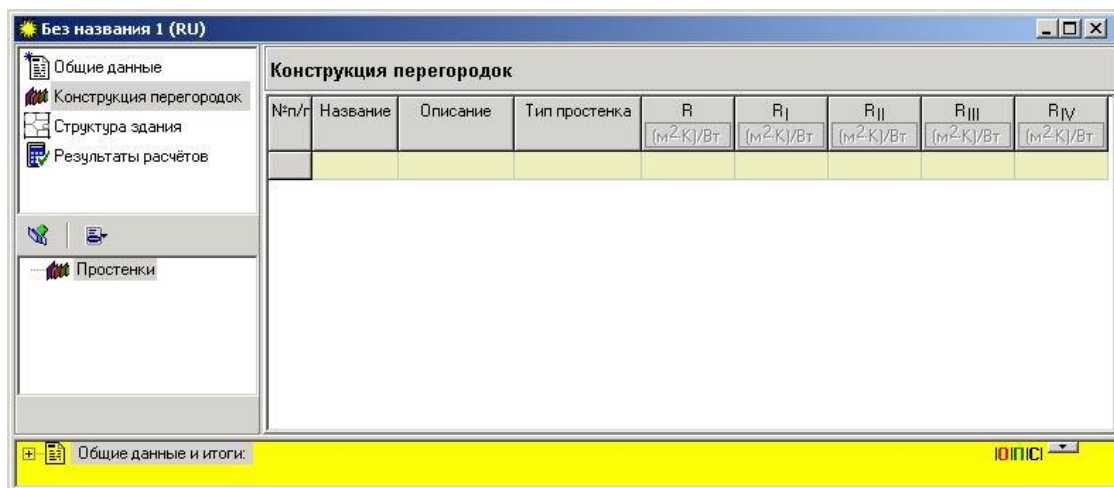 Без названия 1 (RU)
Общие данные
Конструкция перегородок
Структура здания
Результаты расчётов
Простенки
Конструкция перегородок
№п/п Название Описание Тип простенка R RI RII RIII RIV
(м2·K)/Вт (м2·K)/Вт (м2·K)/Вт (м2·K)/Вт (м2·K)/Вт
Общие данные и итоги:
|О|П|С|